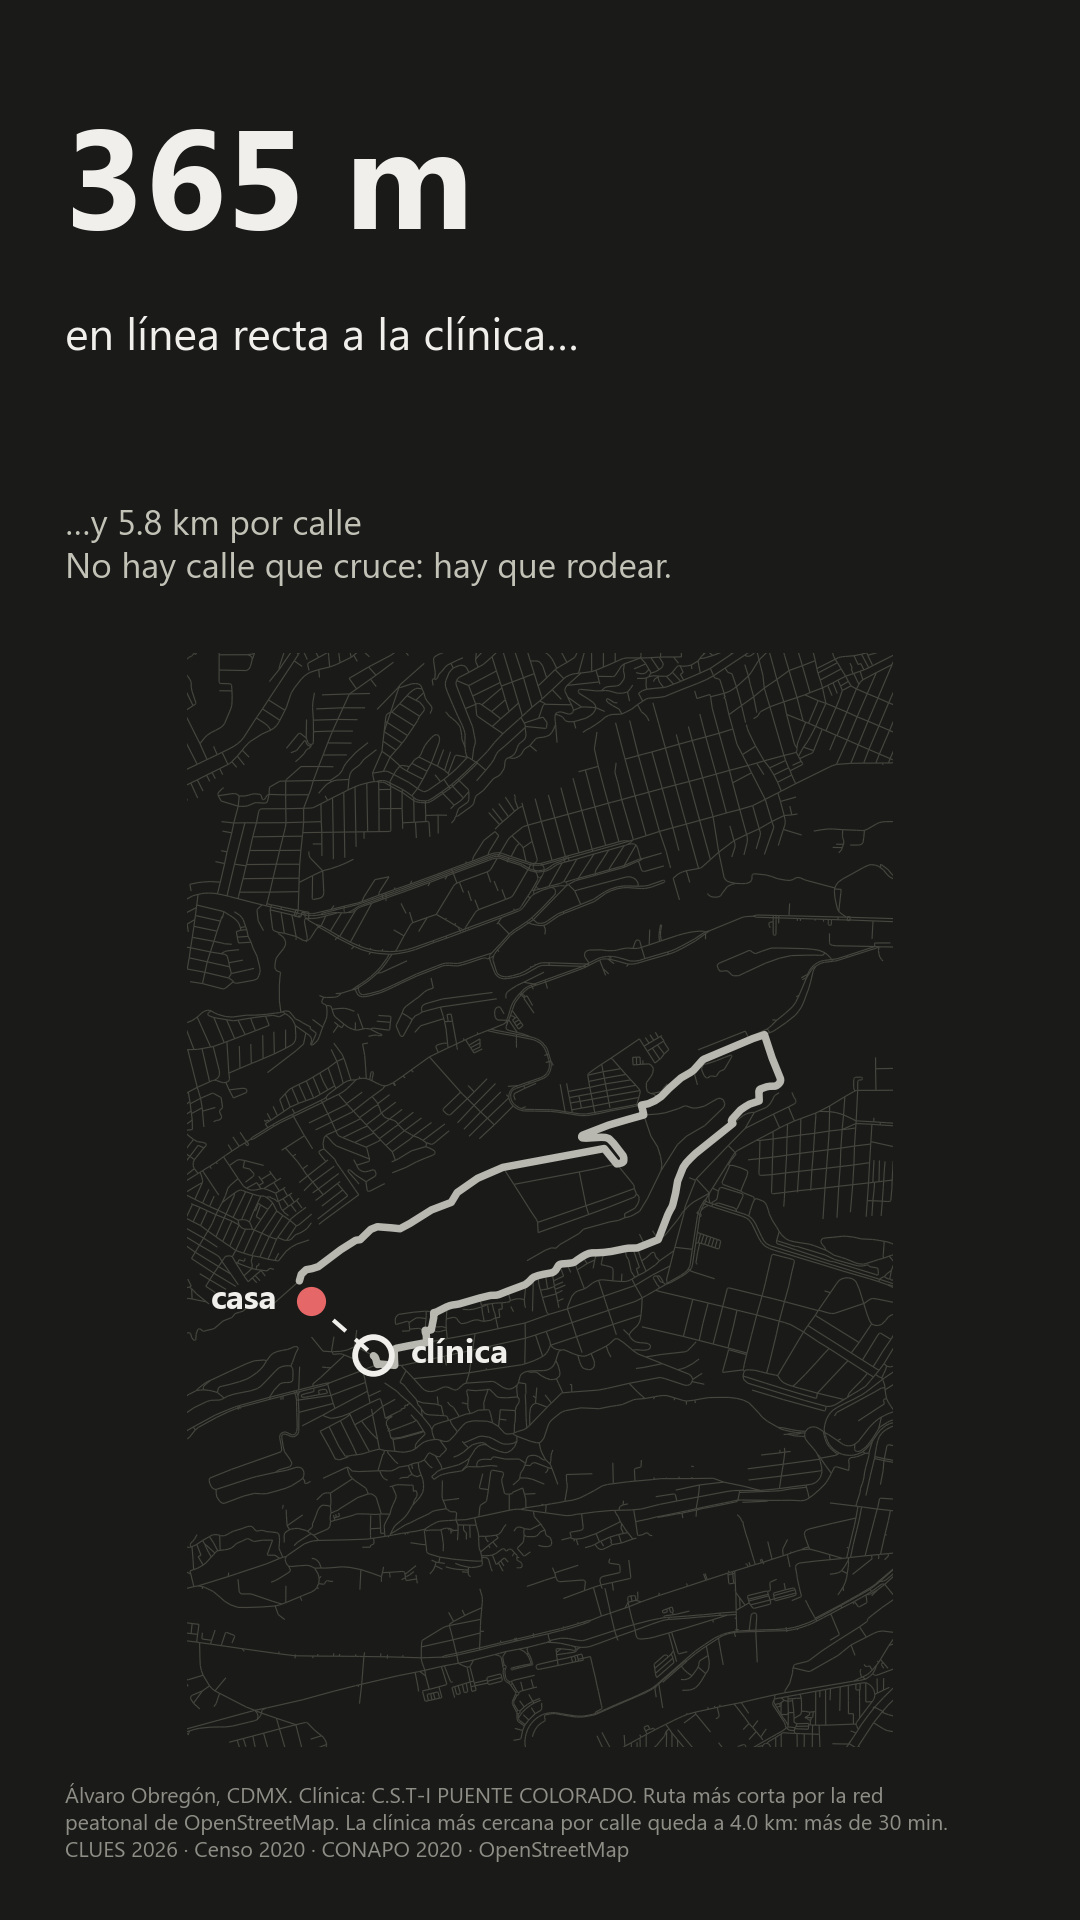 365 m
en línea recta a la clínica...
...y 5.8 km por calle
No hay calle que cruce: hay que rodear.
casa
clínica
Álvaro Obregón, CDMX. Clínica: C.S.T-I PUENTE COLORADO. Ruta más corta por la red
peatonal de OpenStreetMap. La clínica más cercana por calle queda a 4.0 km: más de 30 min.
CLUES 2026 · Censo 2020 · CONAPO 2020 · OpenStreetMap